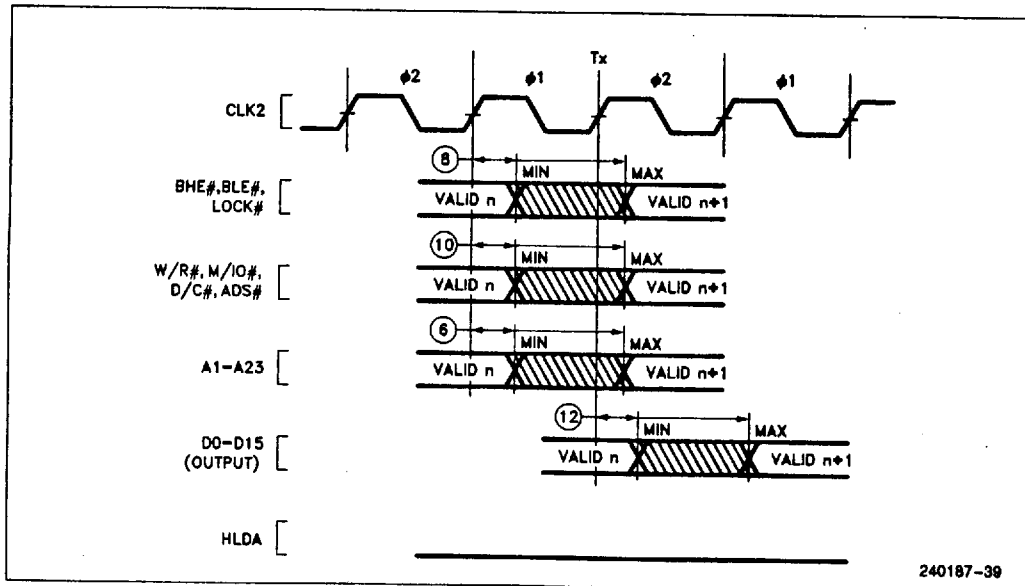 Tx
ϕ2 ϕ1 ϕ2 ϕ1
CLK2
8 MIN MAX
BHE#,BLE#,
LOCK#
VALID n VALID n+1
10 MIN MAX
W/R#, M/IO#,
D/C#, ADS#
VALID n VALID n+1
6 MIN MAX
A1-A23
VALID n VALID n+1
12 MIN MAX
D0-D15
(OUTPUT)
VALID n VALID n+1
HLDA
240187-39